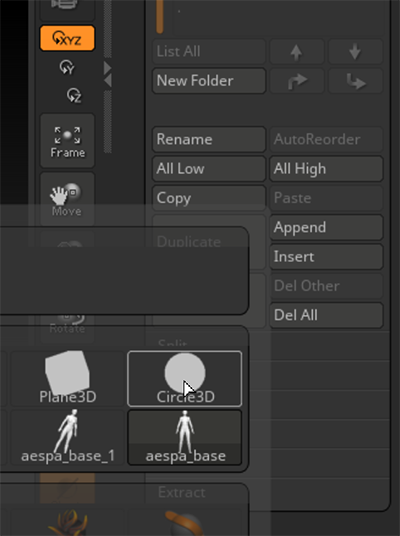 XYZ
List All
Y
New Folder
Z
Rename AutoReorder
Frame
All Low All High
Copy Paste
Move
Append
Duplicate
Insert
Del Other
Rotate
Del All
Split
Plane3D Circle3D
aespa_base_1 aespa_base
Extract